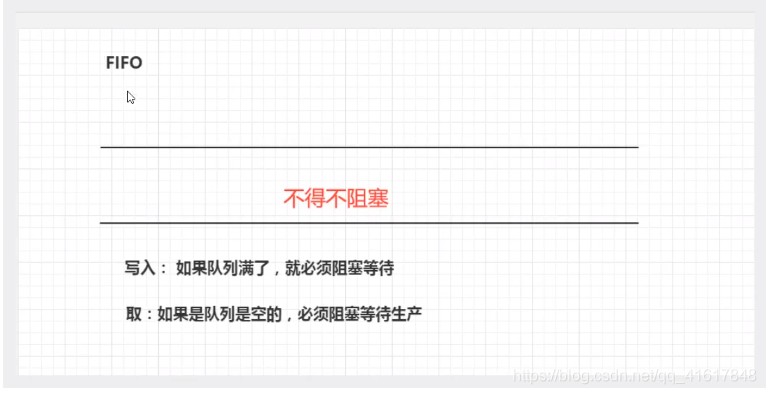 FIFO
不得不阻塞
写入： 如果队列满了，就必须阻塞等待
取：如果是队列是空的，必须阻塞等待生产
https://blog.csdn.net/qq_41617848